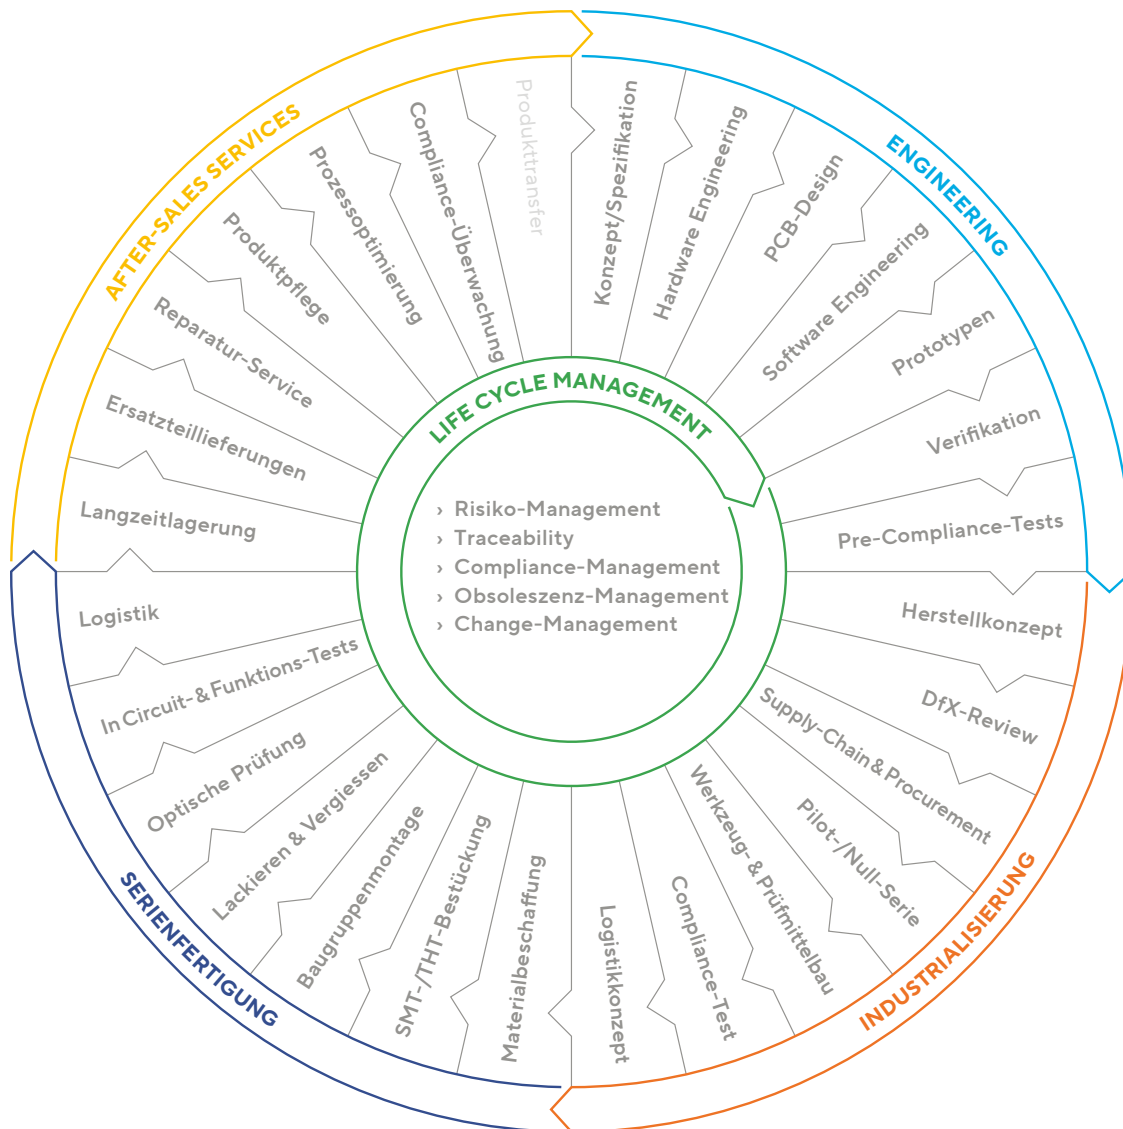 ENGINEERING
Konzept/Spezifikation
Hardware Engineering
PCB-Design
Software Engineering
Prototypen
Verifikation
Pre-Compliance-Tests
INDUSTRIALISIERUNG
Herstellkonzept
DfX-Review
Supply-Chain & Procurement
Pilot-/Null-Serie
Werkzeug- & Prüfmittelbau
Compliance-Test
Logistikkonzept
SERIENFERTIGUNG
Materialbeschaffung
SMT-/THT-Bestückung
Baugruppenmontage
Lackieren & Vergiessen
Optische Prüfung
In Circuit- & Funktions-Tests
Logistik
AFTER-SALES SERVICES
Langzeitlagerung
Ersatzteillieferungen
Reparatur-Service
Produktpflege
Prozessoptimierung
Compliance-Überwachung
Produkttransfer
LIFE CYCLE MANAGEMENT
› Risiko-Management
› Traceability
› Compliance-Management
› Obsoleszenz-Management
› Change-Management